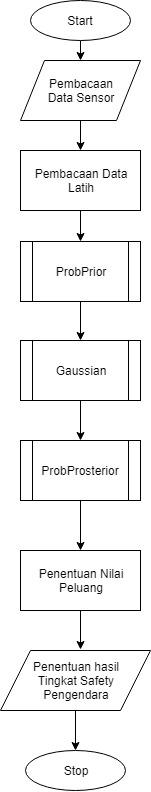 Start
Pembacaan
Data Sensor
Pembacaan Data
Latih
ProbPrior
Gaussian
ProbProsterior
Penentuan Nilai
Peluang
Penentuan hasil
Tingkat Safety
Pengendara
Stop